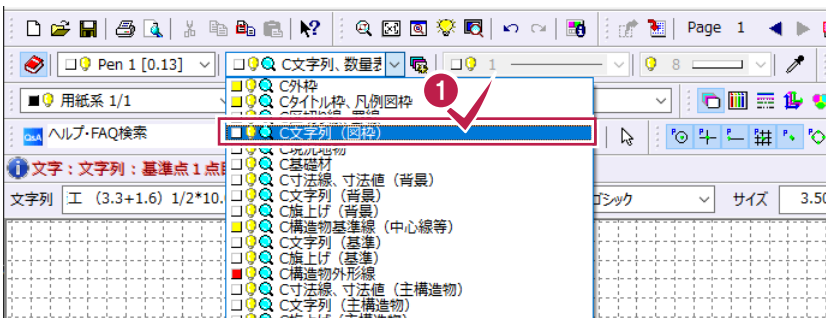 Page 1
Pen 1 [0.13] C文字列、数量表 1 8
用紙系 1/1
C外枠
Cタイトル枠、凡例図枠
1
Q&A ヘルプ・FAQ検索
C文字列（図枠）
C現況地物
文字：文字列：基準点１点目
C基礎材
C寸法線、寸法値（背景）
文字列 工 （3.3+1.6）1/2*10. C文字列（背景） ゴシック サイズ 3.50
C旗上げ（背景）
C構造物基準線（中心線等）
C文字列（基準）
C旗上げ（基準）
C構造物外形線
C寸法線、寸法値（主構造物）
C文字列（主構造物）